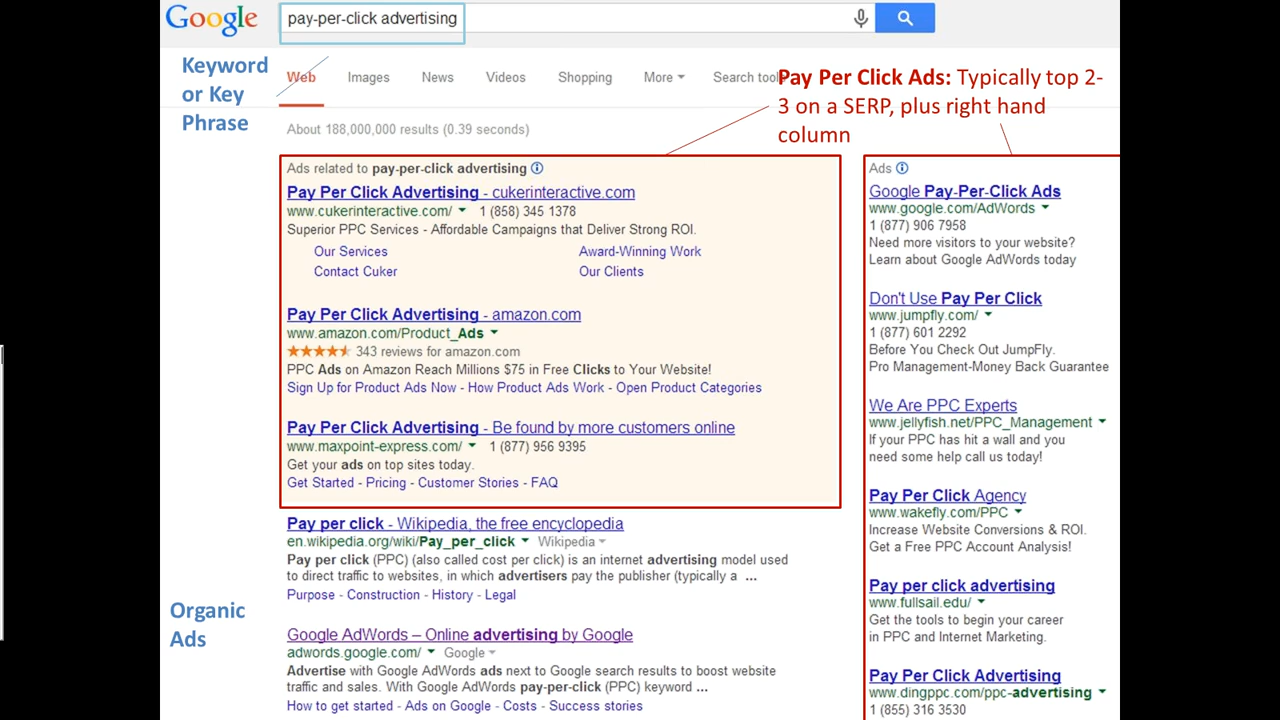 Google
pay-per-click advertising
Keyword
or Key
Phrase
Web Images News Videos Shopping More Search tools
Pay Per Click Ads: Typically top 2-
3 on a SERP, plus right hand
column
About 188,000,000 results (0.39 seconds)
Ads related to pay-per-click advertising
Pay Per Click Advertising - cukerinteractive.com
www.cukerinteractive.com/ 1 (858) 345 1378
Superior PPC Services - Affordable Campaigns that Deliver Strong ROI.
Our Services Award-Winning Work
Contact Cuker Our Clients
Pay Per Click Advertising - amazon.com
www.amazon.com/Product_Ads
343 reviews for amazon.com
PPC Ads on Amazon Reach Millions $75 in Free Clicks to Your Website!
Sign Up for Product Ads Now - How Product Ads Work - Open Product Categories
Pay Per Click Advertising - Be found by more customers online
www.maxpoint-express.com/ 1 (877) 956 9395
Get your ads on top sites today.
Get Started - Pricing - Customer Stories - FAQ
Pay per click - Wikipedia, the free encyclopedia
en.wikipedia.org/wiki/Pay_per_click Wikipedia
Pay per click (PPC) (also called cost per click) is an internet advertising model used
to direct traffic to websites, in which advertisers pay the publisher (typically a ...
Purpose - Construction - History - Legal
Organic
Ads
Google AdWords – Online advertising by Google
adwords.google.com/ Google
Advertise with Google AdWords ads next to Google search results to boost website
traffic and sales. With Google AdWords pay-per-click (PPC) keyword ...
How to get started - Ads on Google - Costs - Success stories
Ads
Google Pay-Per-Click Ads
www.google.com/AdWords
1 (877) 906 7958
Need more visitors to your website?
Learn about Google AdWords today
Don't Use Pay Per Click
www.jumpfly.com/
1 (877) 601 2292
Before You Check Out JumpFly.
Pro Management-Money Back Guarantee
We Are PPC Experts
www.jellyfish.net/PPC_Management
If your PPC has hit a wall and you
need some help call us today!
Pay Per Click Agency
www.wakefly.com/PPC
Increase Website Conversions & ROI.
Get a Free PPC Account Analysis!
Pay per click advertising
www.fullsail.edu/
Get the tools to begin your career
in PPC and Internet Marketing.
Pay Per Click Advertising
www.dingppc.com/ppc-advertising
1 (855) 316 3530